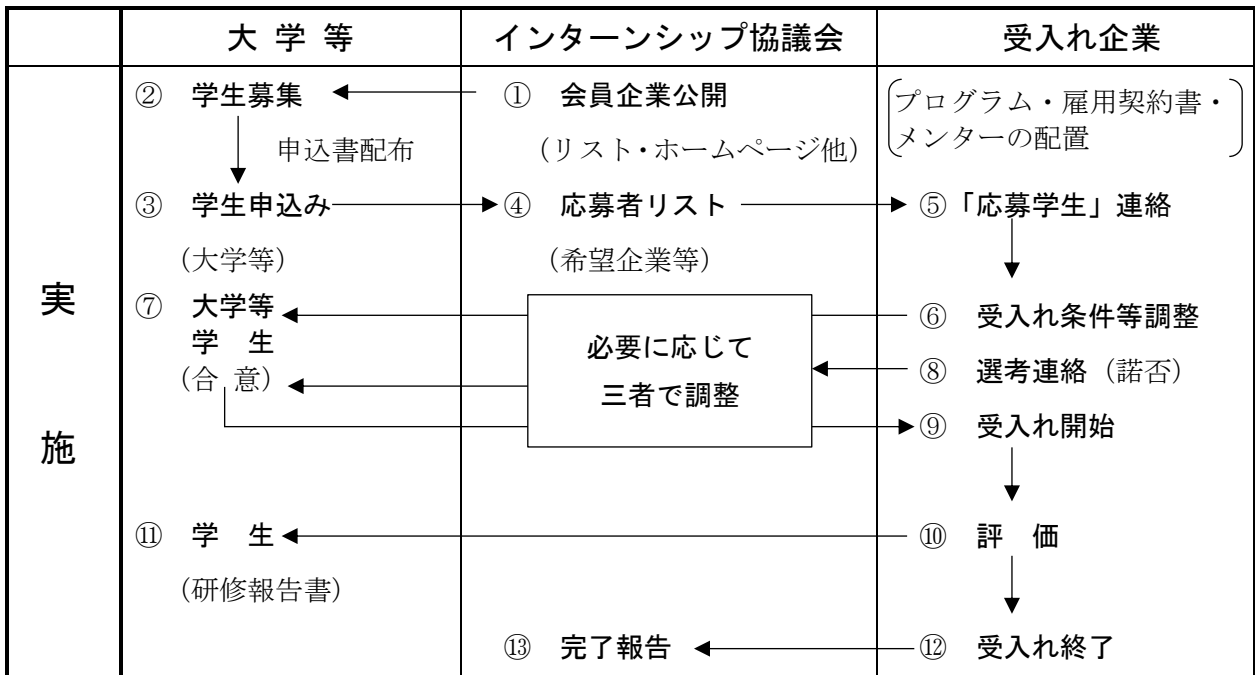 大 学 等
インターンシップ協議会
受入れ企業
実
施
② 学生募集
① 会員企業公開
プログラム・雇用契約書・
メンターの配置
申込書配布
(リスト・ホームページ他)
③ 学生申込み
④ 応募者リスト
⑤「応募学生」連絡
(大学等)
(希望企業等)
⑦ 大学等
学 生
(合 意)
必要に応じて
三者で調整
⑥ 受入れ条件等調整
⑧ 選考連絡(諾否)
⑨ 受入れ開始
⑪ 学 生
⑩ 評 価
(研修報告書)
⑬ 完了報告
⑫ 受入れ終了